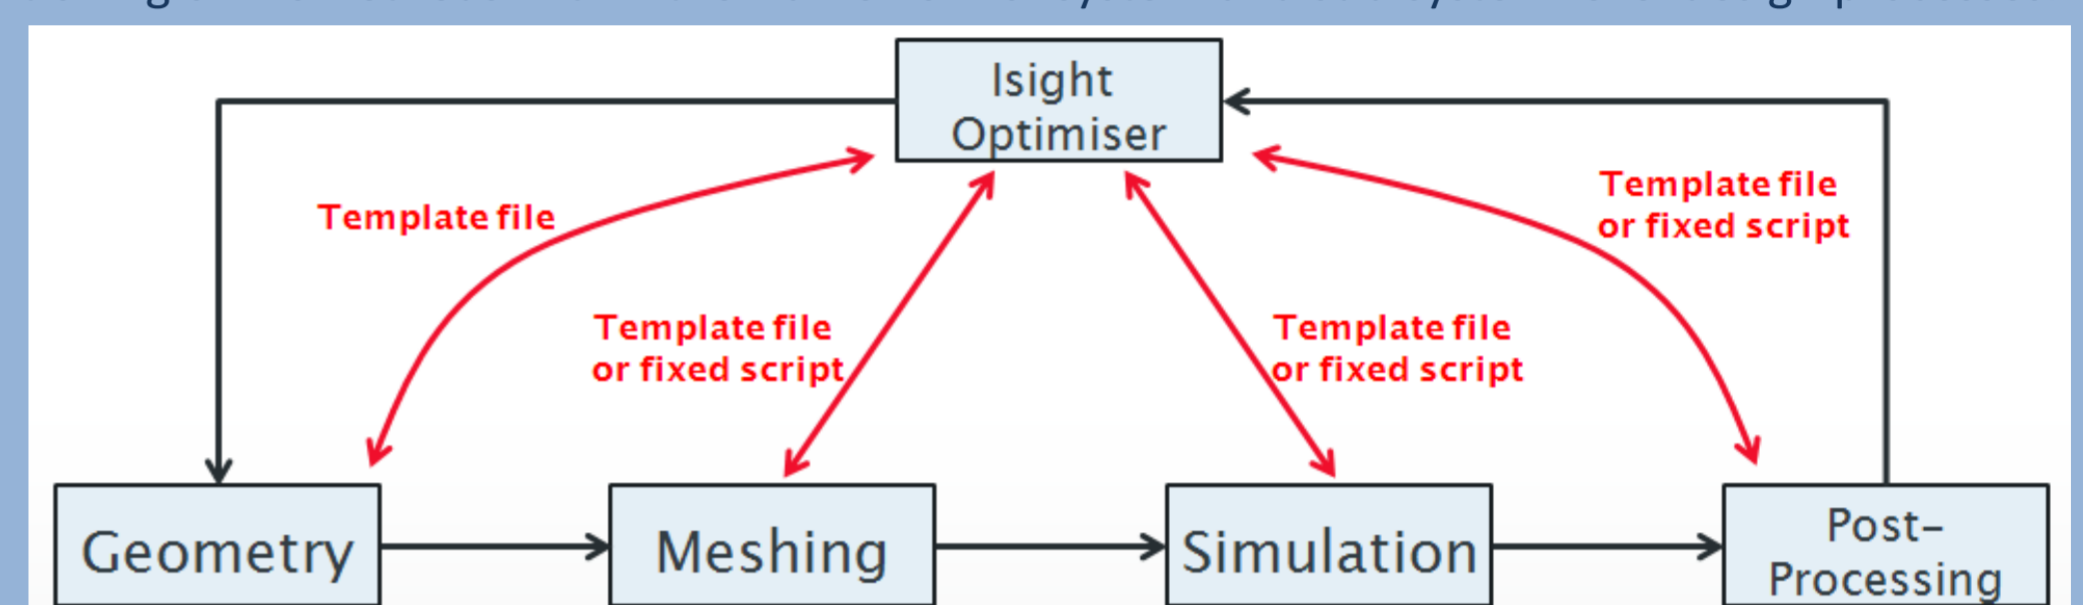 Isight
Optimiser
Template file
Template file
or fixed script
Template file
or fixed script
Template file
or fixed script
Geometry
Meshing
Simulation
Post-
Processing